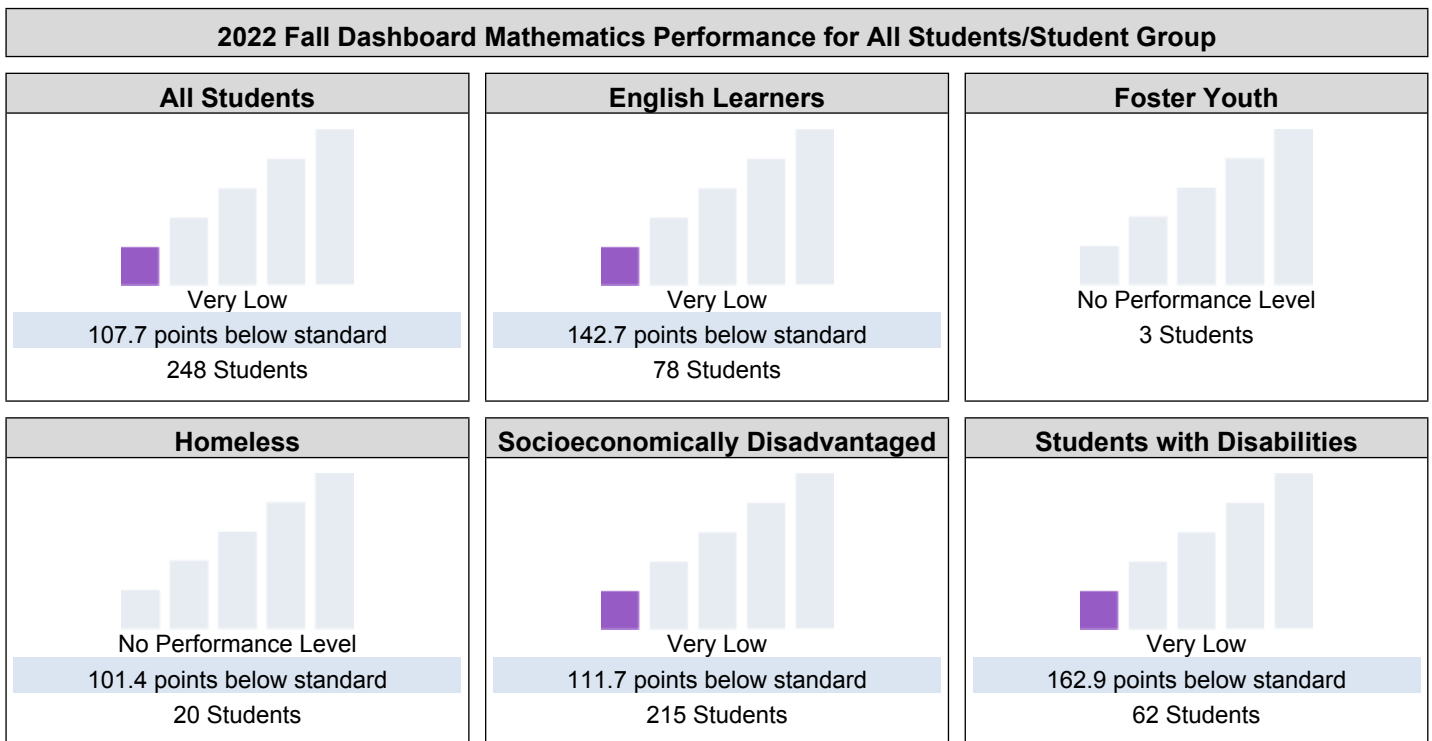 2022 Fall Dashboard Mathematics Performance for All Students/Student Group
All Students
Very Low
107.7 points below standard
248 Students
English Learners
Very Low
142.7 points below standard
78 Students
Foster Youth
No Performance Level
3 Students
Homeless
No Performance Level
101.4 points below standard
20 Students
Socioeconomically Disadvantaged
Very Low
111.7 points below standard
215 Students
Students with Disabilities
Very Low
162.9 points below standard
62 Students